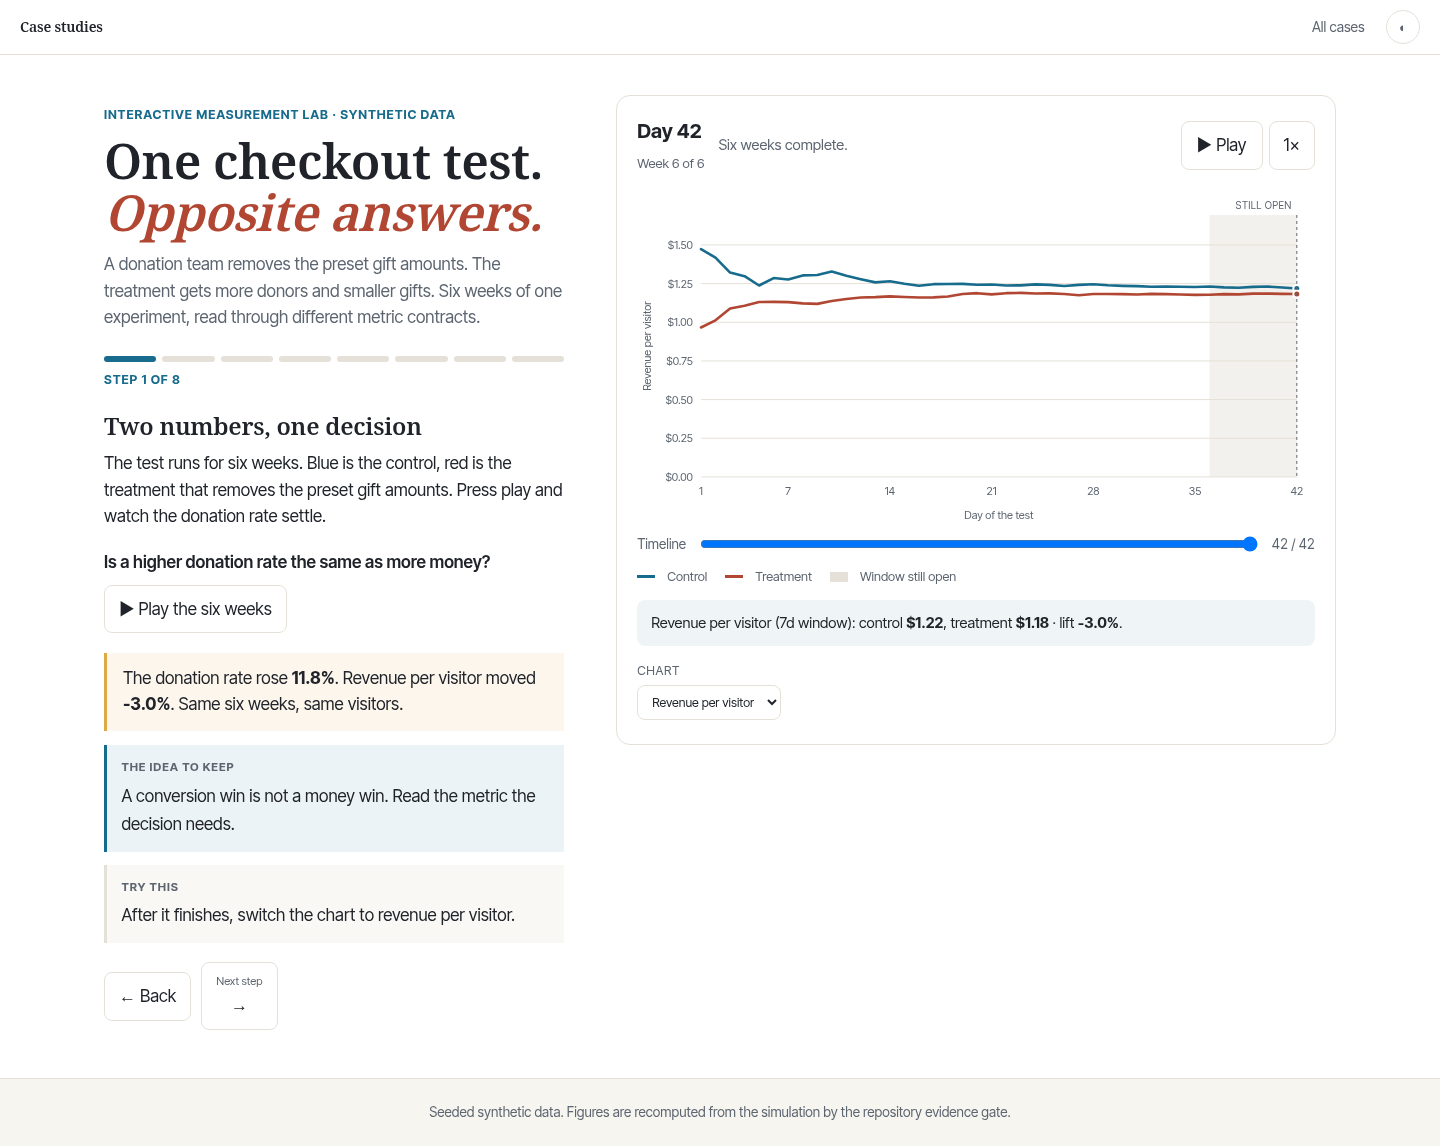 Case studies
All cases
INTERACTIVE MEASUREMENT LAB · SYNTHETIC DATA
One checkout test.
Opposite answers.
A donation team removes the preset gift amounts. The
treatment gets more donors and smaller gifts. Six weeks of one
experiment, read through different metric contracts.
STEP 1 OF 8
Two numbers, one decision
The test runs for six weeks. Blue is the control, red is the
treatment that removes the preset gift amounts. Press play and
watch the donation rate settle.
Is a higher donation rate the same as more money?
▶ Play the six weeks
The donation rate rose 11.8%. Revenue per visitor moved
-3.0%. Same six weeks, same visitors.
THE IDEA TO KEEP
A conversion win is not a money win. Read the metric the
decision needs.
TRY THIS
After it finishes, switch the chart to revenue per visitor.
← Back
Next step
→
Day 42
Week 6 of 6
Six weeks complete.
▶ Play
1×
STILL OPEN
$1.50
$1.25
$1.00
$0.75
$0.50
$0.25
$0.00
Revenue per visitor
1 7 14 21 28 35 42
Day of the test
Timeline
42 / 42
Control
Treatment
Window still open
Revenue per visitor (7d window): control $1.22, treatment $1.18 · lift -3.0%.
CHART
Revenue per visitor
Seeded synthetic data. Figures are recomputed from the simulation by the repository evidence gate.